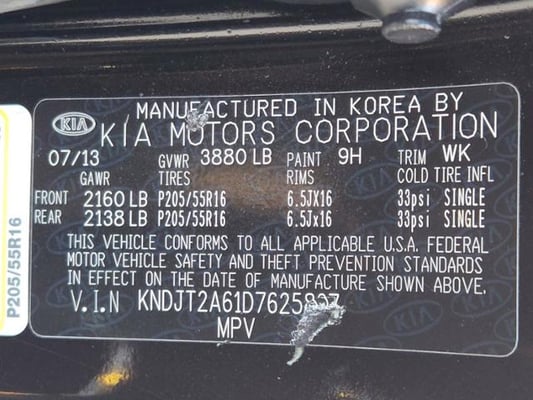 MANUFACTURED IN KOREA BY
KIA KIA MOTORS CORPORATION
07/13 GVWR 3880 LB PAINT 9H TRIM WK
GAWR TIRES RIMS COLD TIRE INFL
FRONT 2160 LB P205/55R16 6.5JX16 33psi SINGLE
REAR 2138 LB P205/55R16 6.5Jx16 33psi SINGLE
THIS VEHICLE CONFORMS TO ALL APPLICABLE U.S.A. FEDERAL
MOTOR VEHICLE SAFETY AND THEFT PREVENTION STANDARDS
IN EFFECT ON THE DATE OF MANUFACTURE SHOWN ABOVE.
V.I.N
MPV
P205/55R16